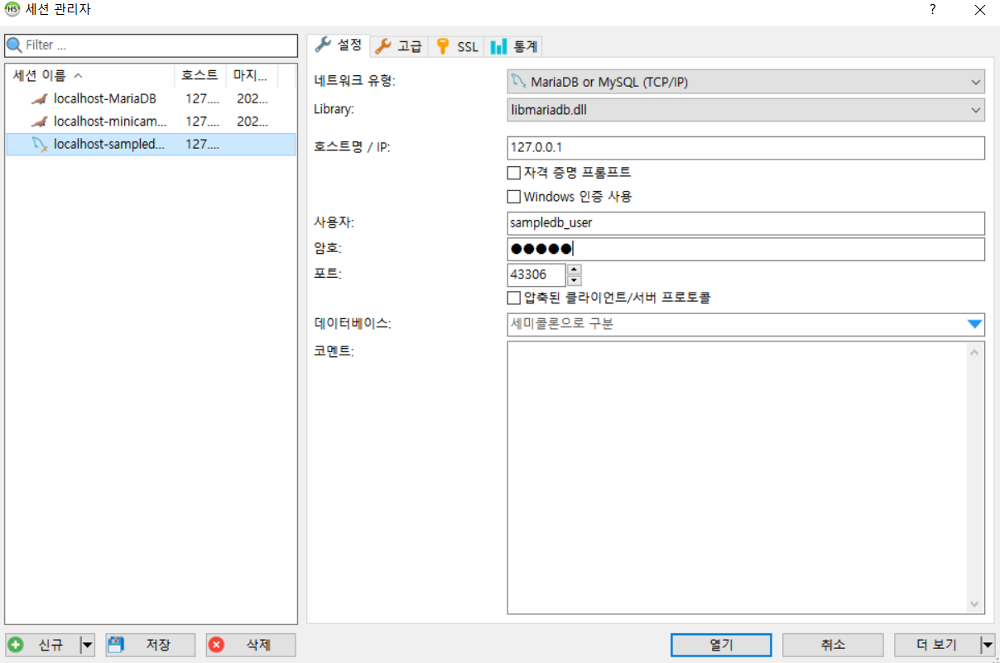 세션 관리자
Filter ...
세션 이름 호스트 마지...
localhost-MariaDB 127.... 202...
localhost-minicam... 127.... 202...
localhost-sampled... 127....
설정 고급 SSL 통계
네트워크 유형: MariaDB or MySQL (TCP/IP)
Library: libmariadb.dll
호스트명 / IP: 127.0.0.1
자격 증명 프롬프트
Windows 인증 사용
사용자: sampledb_user
암호: ●●●●●
포트: 43306
압축된 클라이언트/서버 프로토콜
데이터베이스: 세미콜론으로 구분
코멘트:
신규 저장 삭제 열기 취소 더 보기